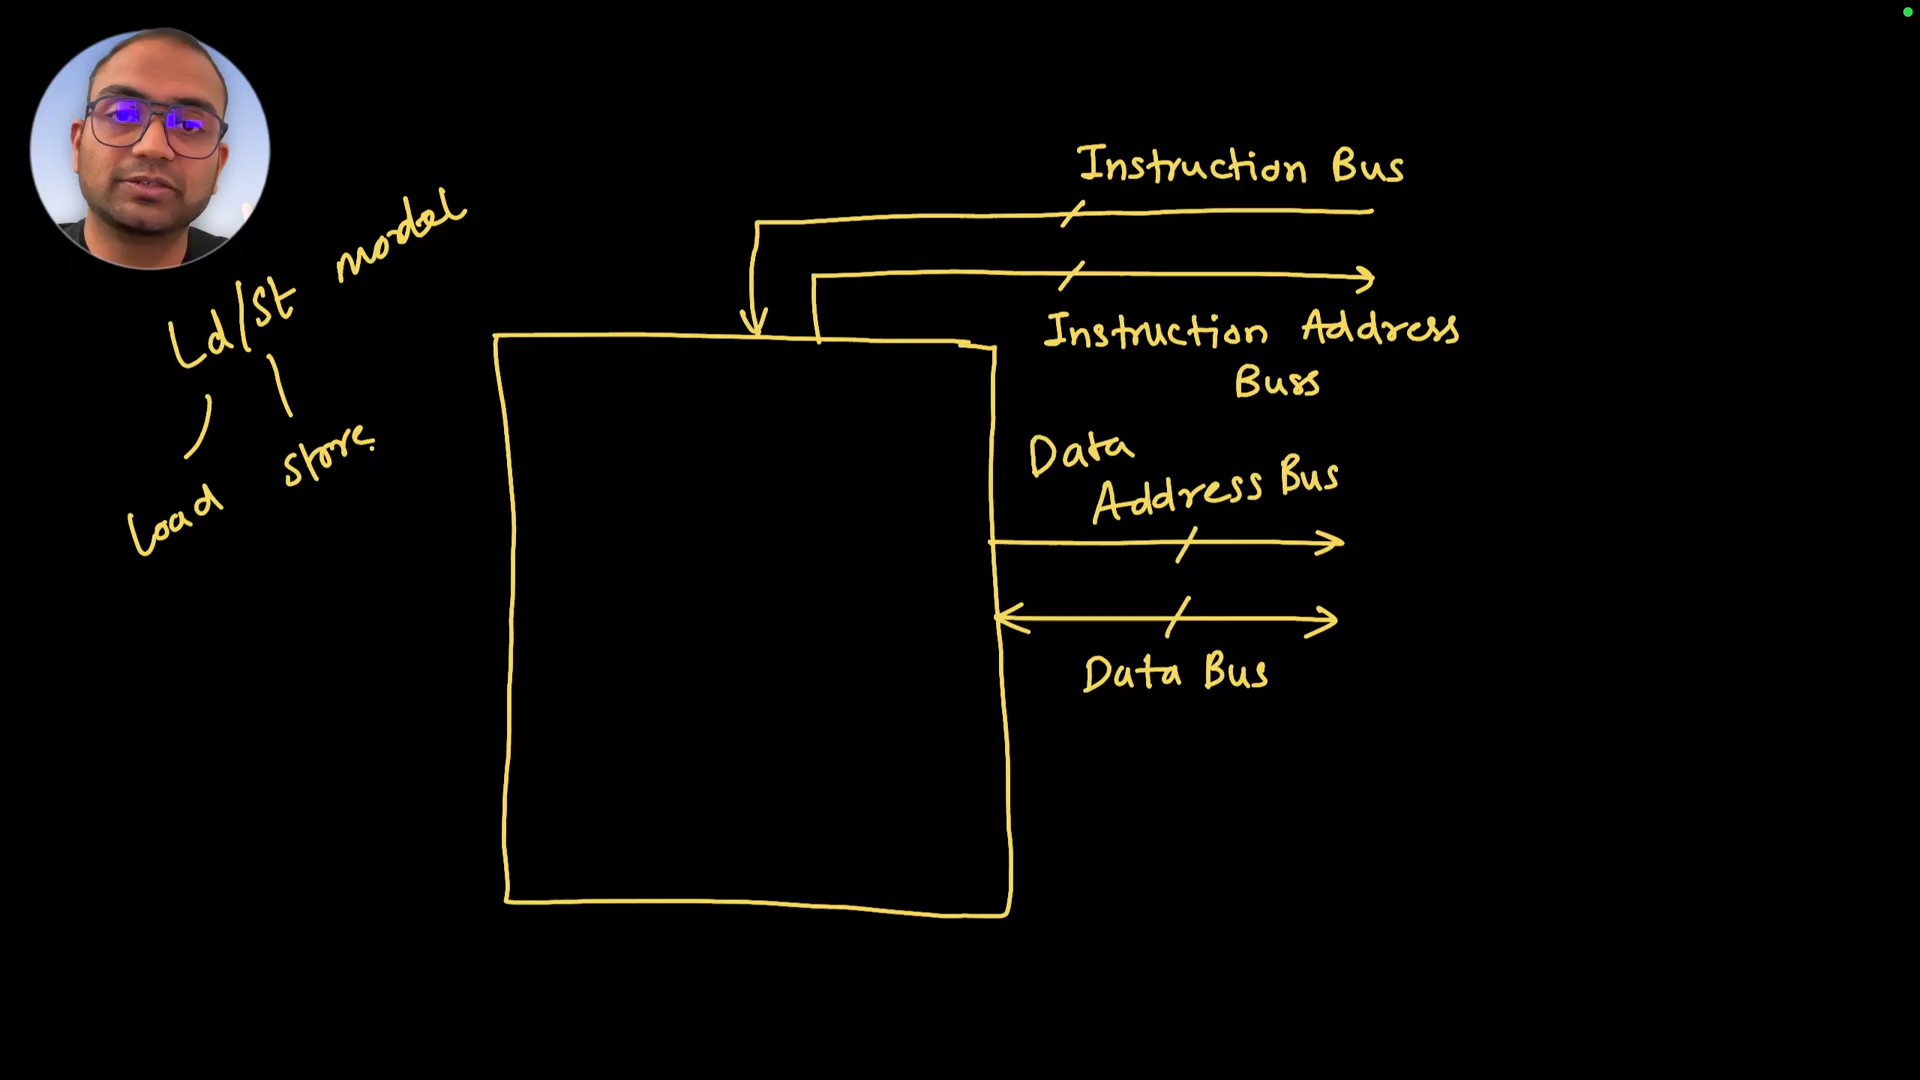 Instruction Bus
Ld/St model
Instruction Address
Buss
Load store
Data
Address Bus
Data Bus